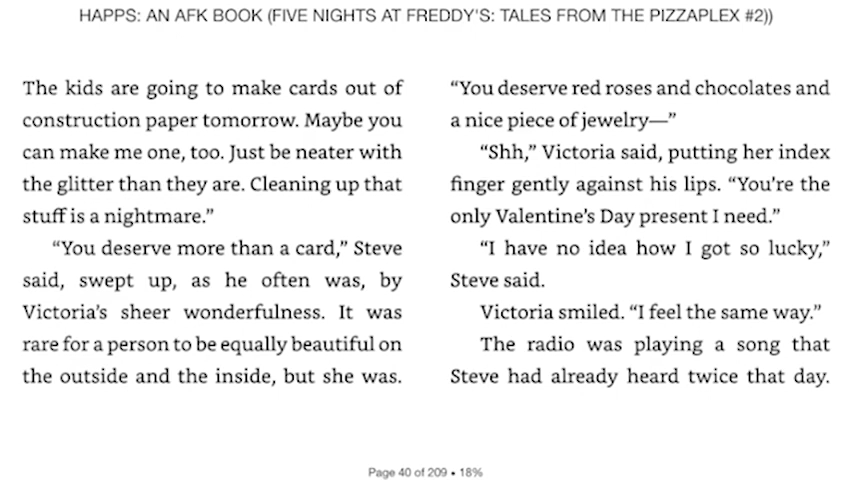 HAPPS: AN AFK BOOK (FIVE NIGHTS AT FREDDY'S: TALES FROM THE PIZZAPLEX #2))
The kids are going to make cards out of
construction paper tomorrow. Maybe you
can make me one, too. Just be neater with
the glitter than they are. Cleaning up that
stuff is a nightmare.”
“You deserve more than a card,” Steve
said, swept up, as he often was, by
Victoria’s sheer wonderfulness. It was
rare for a person to be equally beautiful on
the outside and the inside, but she was.
“You deserve red roses and chocolates and
a nice piece of jewelry—”
“Shh,” Victoria said, putting her index
finger gently against his lips. “You’re the
only Valentine’s Day present I need.”
“I have no idea how I got so lucky,”
Steve said.
Victoria smiled. “I feel the same way.”
The radio was playing a song that
Steve had already heard twice that day.
Page 40 of 209 • 18%